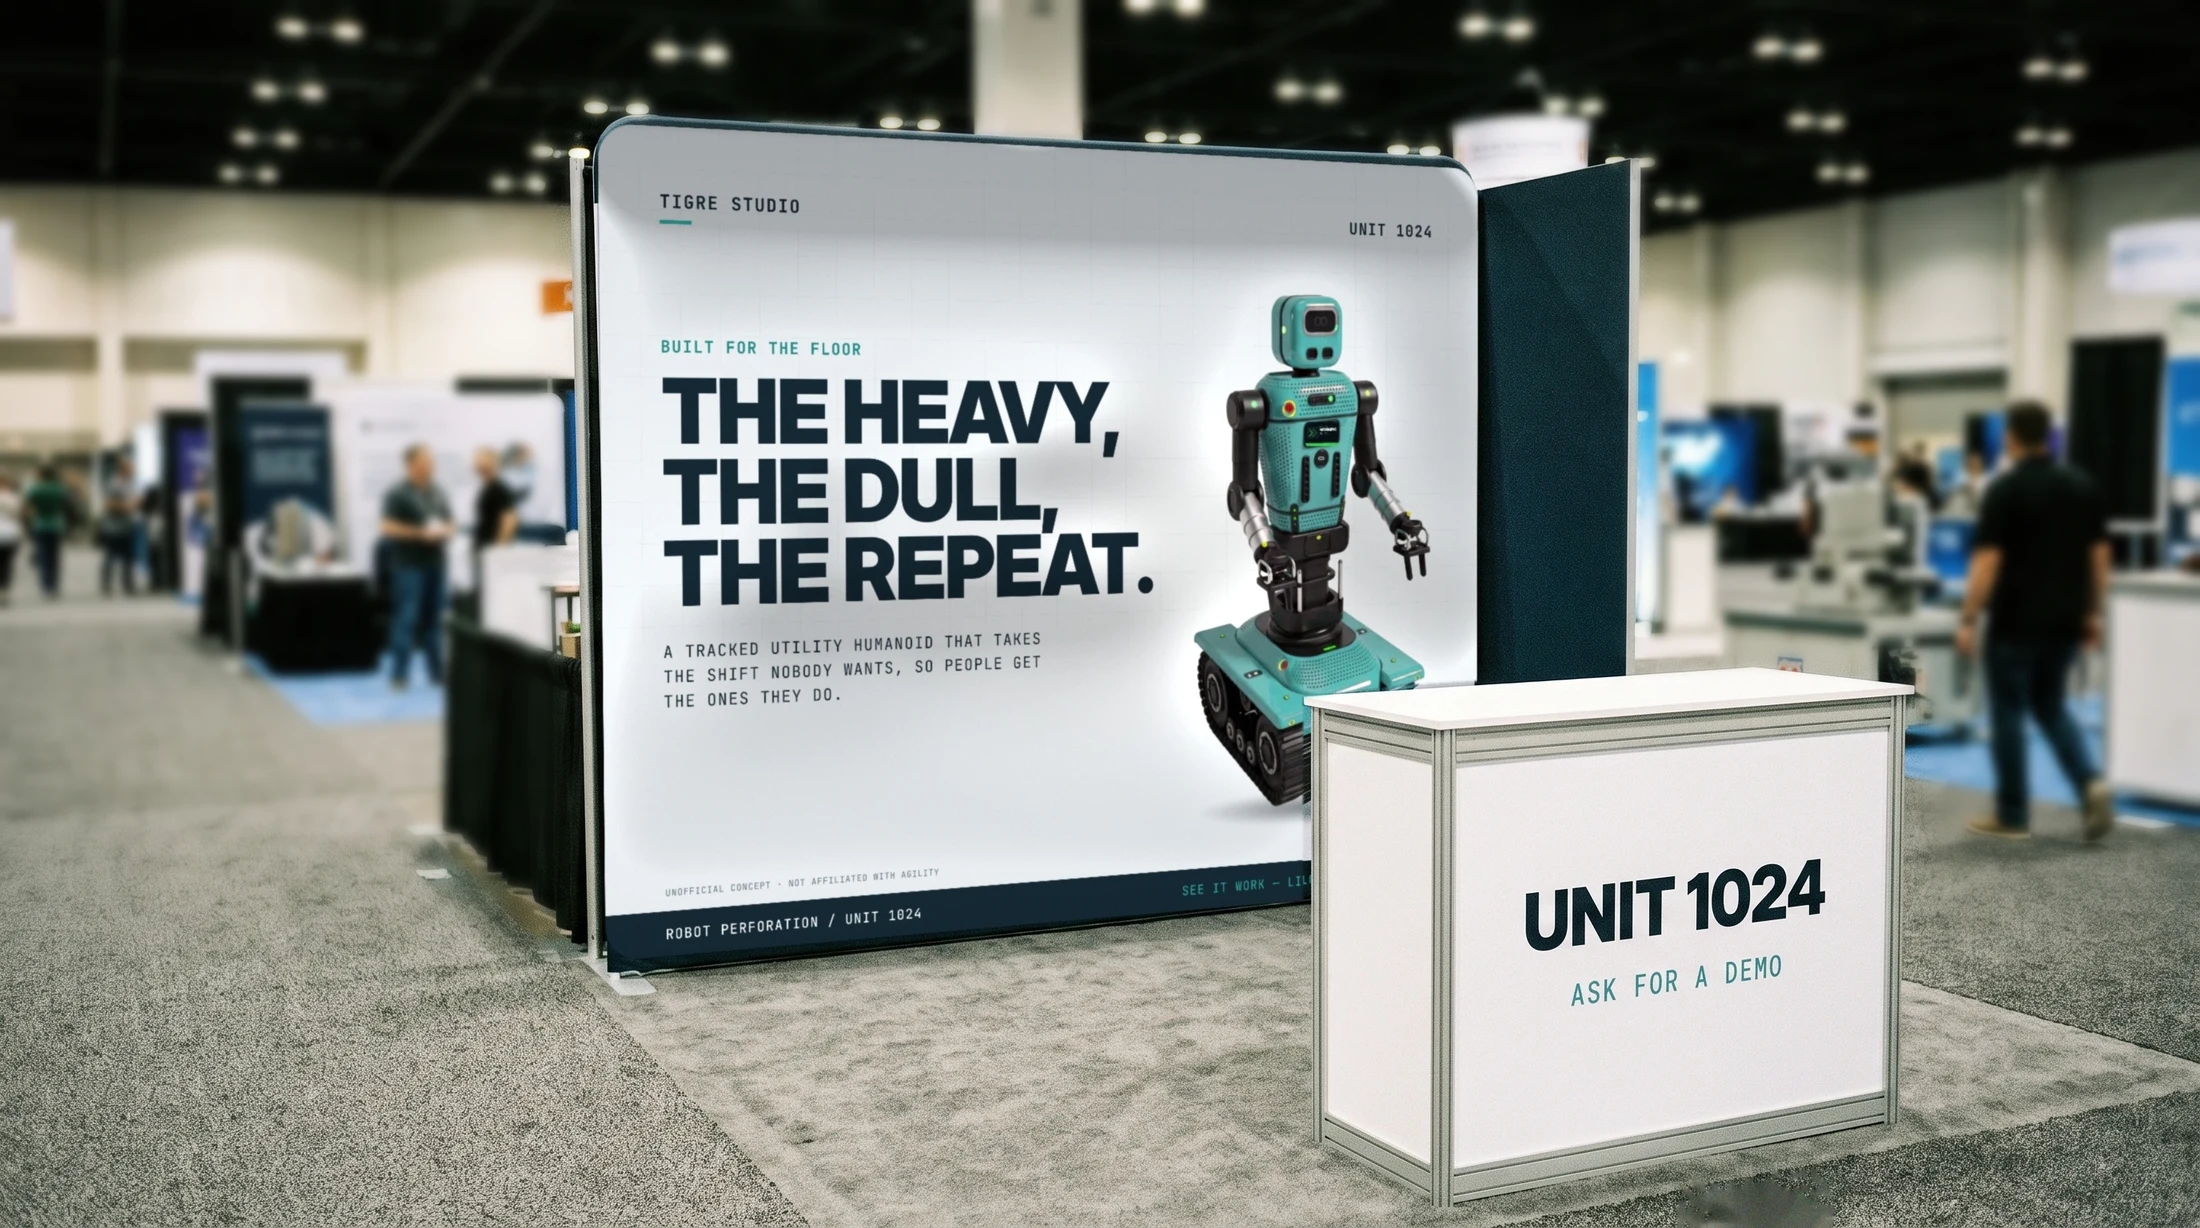 TIGRE STUDIO
UNIT 1024
BUILT FOR THE FLOOR
THE HEAVY,
THE DULL,
THE REPEAT.
A TRACKED UTILITY HUMANOID THAT TAKES
THE SHIFT NOBODY WANTS, SO PEOPLE GET
THE ONES THEY DO.
UNOFFICIAL CONCEPT · NOT AFFILIATED WITH AGILITY
SEE IT WORK —
ROBOT PERFORATION / UNIT 1024
UNIT 1024
ASK FOR A DEMO